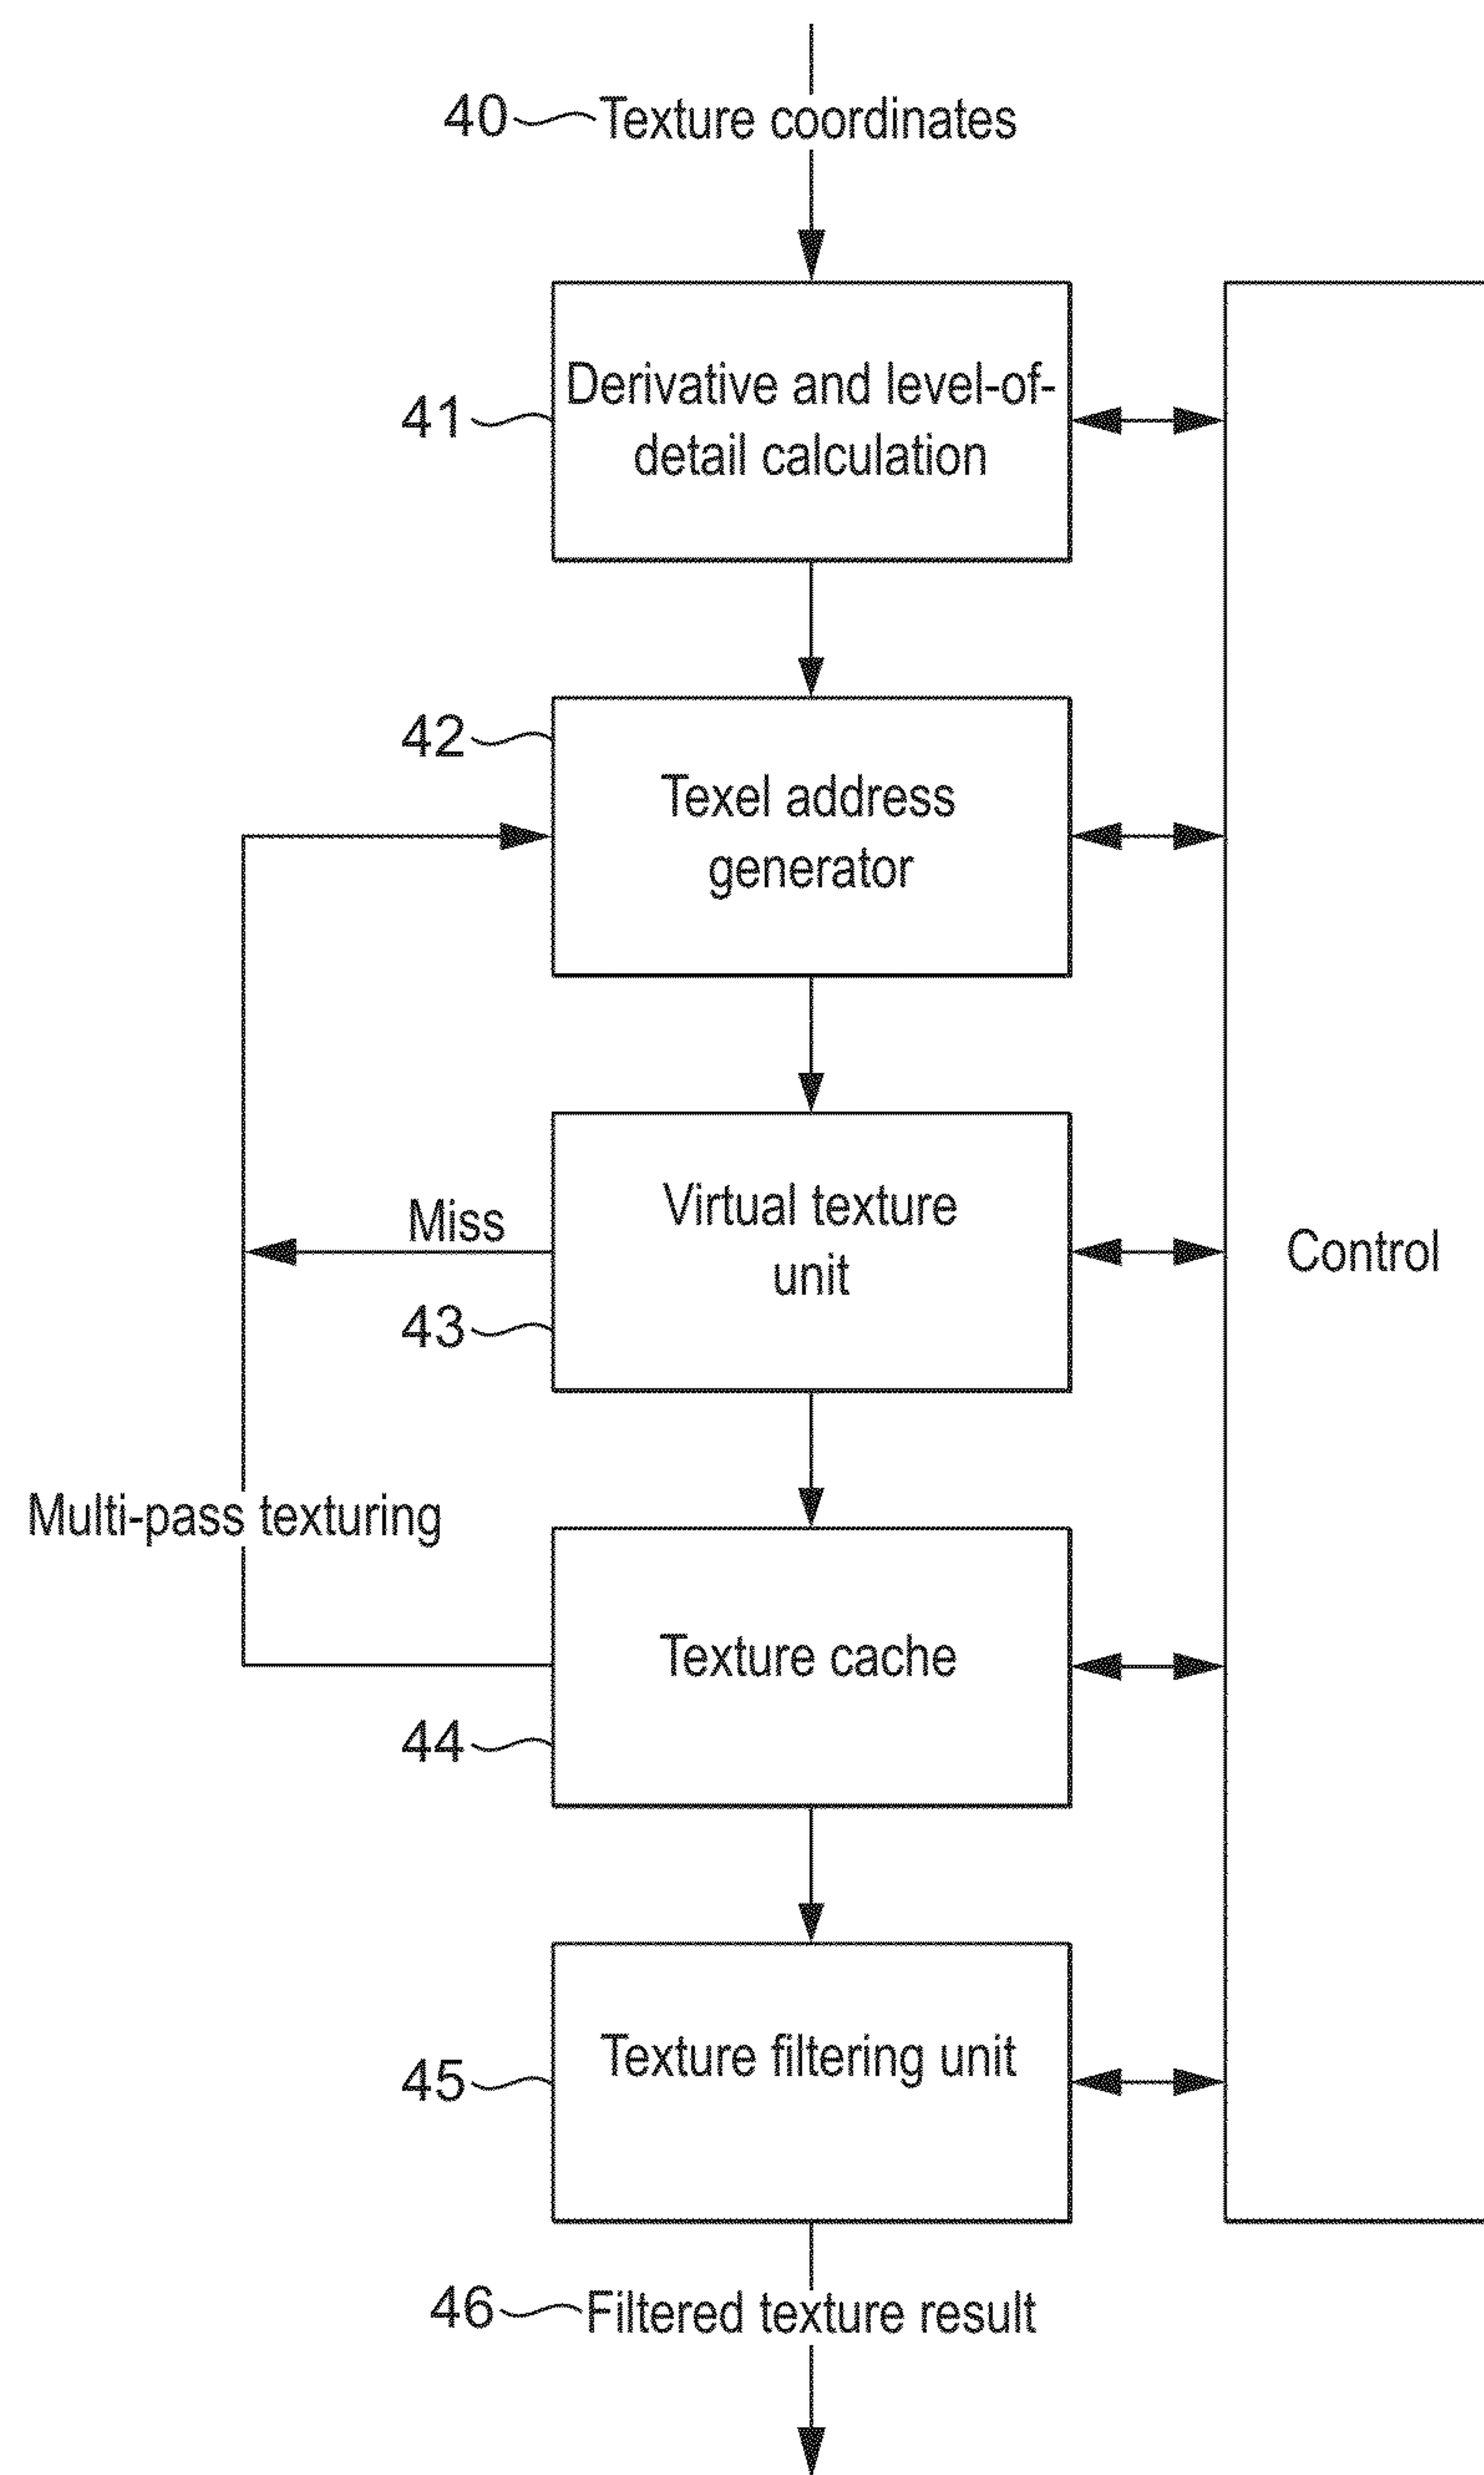 40 Texture coordinates
41
Derivative and level-of-
detail calculation
42
Texel address
generator
Miss
Virtual texture
unit
43
Control
Multi-pass texturing
Texture cache
44
Texture filtering unit
45
46 Filtered texture result